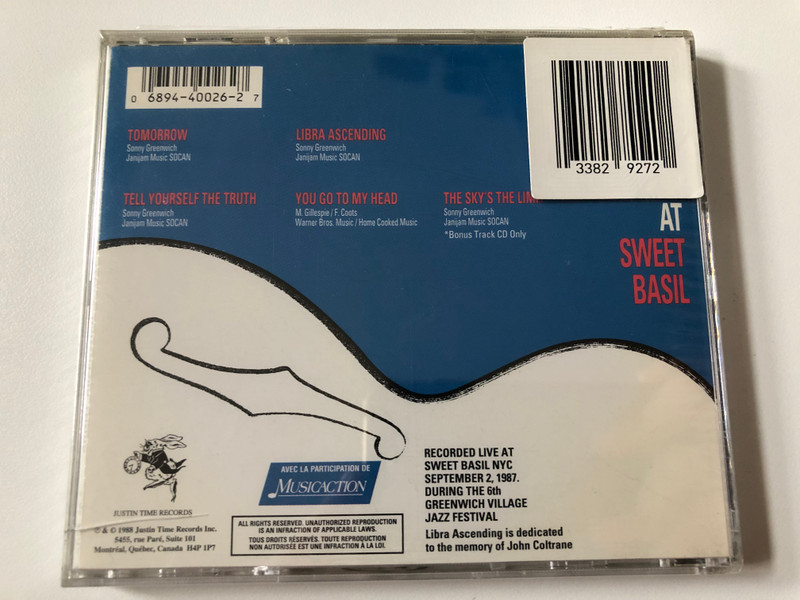 0 6894-40026-2 7
3382 9272
TOMORROW
Sonny Greenwich
Janijam Music SOCAN
LIBRA ASCENDING
Sonny Greenwich
Janijam Music SOCAN
TELL YOURSELF THE TRUTH
Sonny Greenwich
Janijam Music SOCAN
YOU GO TO MY HEAD
M. Gillespie / F. Coots
Warner Bros. Music / Home Cooked Music
THE SKY'S THE
Sonny Greenwich
Janijam Music SOCAN
*Bonus Track CD Only
AT
SWEET
BASIL
JUSTIN TIME RECORDS
℗ & © 1988 Justin Time Records Inc.
5455, rue Paré, Suite 101
Montréal, Québec, Canada H4P 1P7
AVEC LA PARTICIPATION DE
MUSICACTION
ALL RIGHTS RESERVED. UNAUTHORIZED REPRODUCTION
IS AN INFRACTION OF APPLICABLE LAWS.
TOUS DROITS RÉSERVÉS. TOUTE REPRODUCTION
NON AUTORISÉE EST UNE INFRACTION À LA LOI.
RECORDED LIVE AT
SWEET BASIL NYC
SEPTEMBER 2, 1987.
DURING THE 6th
GREENWICH VILLAGE
JAZZ FESTIVAL
Libra Ascending is dedicated
to the memory of John Coltrane